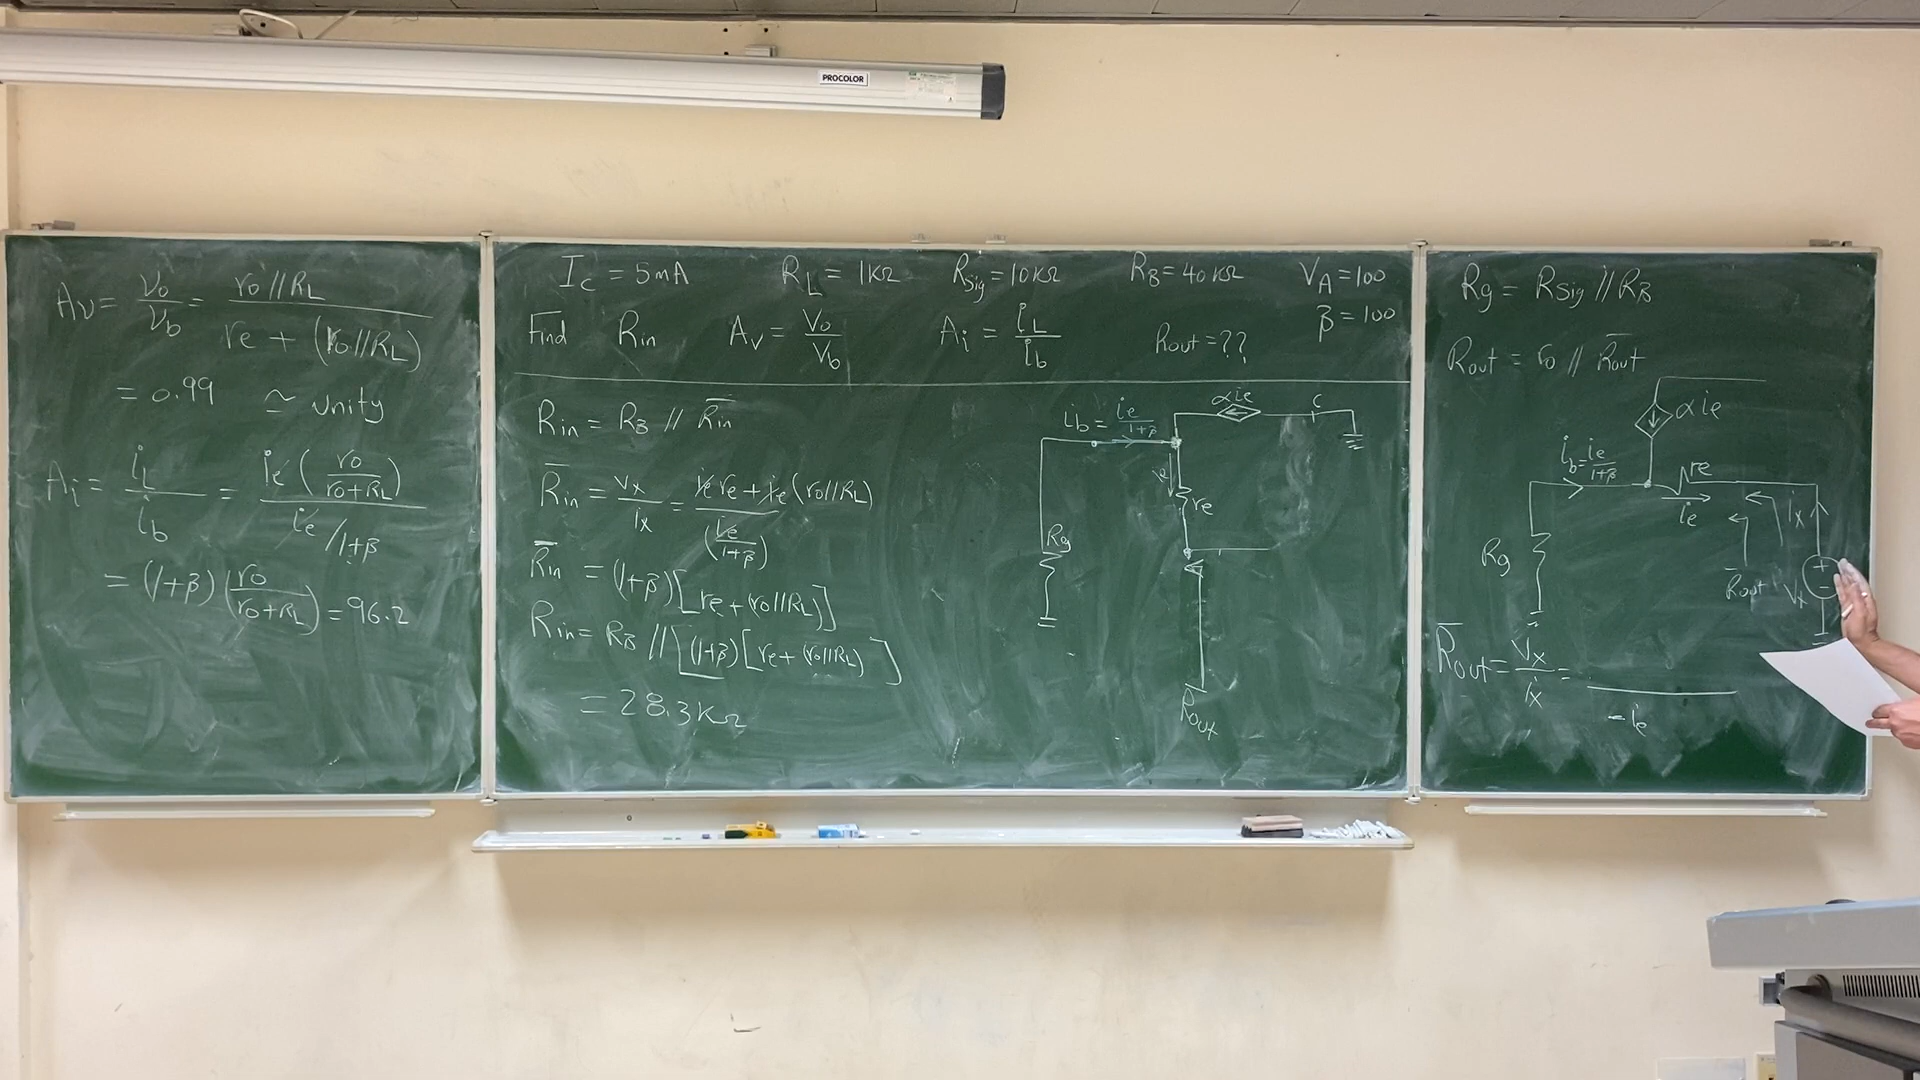 PROCOLOR
Av = vo/vb = ro//RL / re + (ro//RL)
= 0.99 ≃ unity
Ai = iL/ib = ie (ro/ro+RL) / ie/1+β
= (1+β)(ro/ro+RL) = 96.2
Ic = 5mA RL = 1KΩ Rsig = 10KΩ RB = 40KΩ VA = 100
β = 100
Find Rin Av = Vo/Vb Ai = iL/ib Rout = ??
Rin = RB // R̅in
R̅in = vx/ix = ie re + ie (ro//RL) / (ie/1+β)
R̅in = (1+β)[re + (ro//RL)]
Rin = RB // [(1+β)[re + (ro//RL)]
= 28.3KΩ
ib = ie/1+β
αie
C
ie
re
Rg
R̅out
Rg = Rsig // RB
Rout = ro // R̅out
αie
ib = ie/1+β
re
ie
ix
Rg
R̅out
Vx
+
R̅out = Vx/ix = / -ie